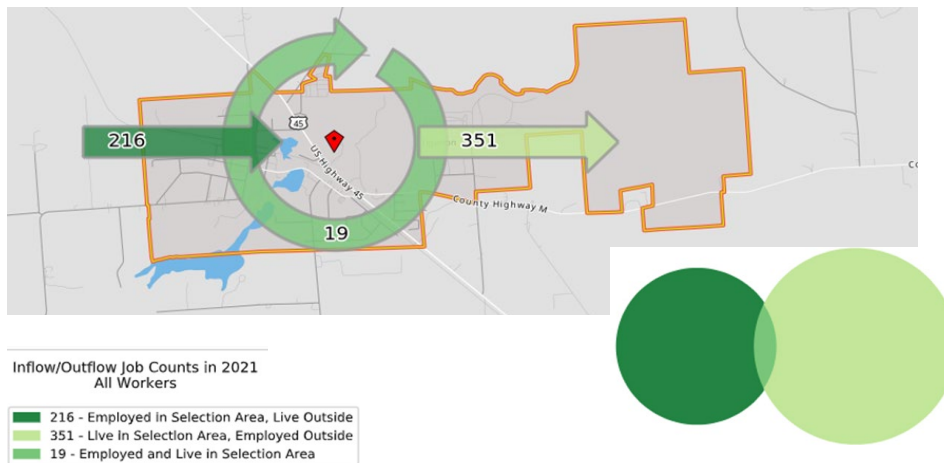 216
45
US Highway 45
351
County Highway M
19
Inflow/Outflow Job Counts in 2021
All Workers
216 - Employed in Selection Area, Live Outside
351 - Live in Selection Area, Employed Outside
19 - Employed and Live in Selection Area